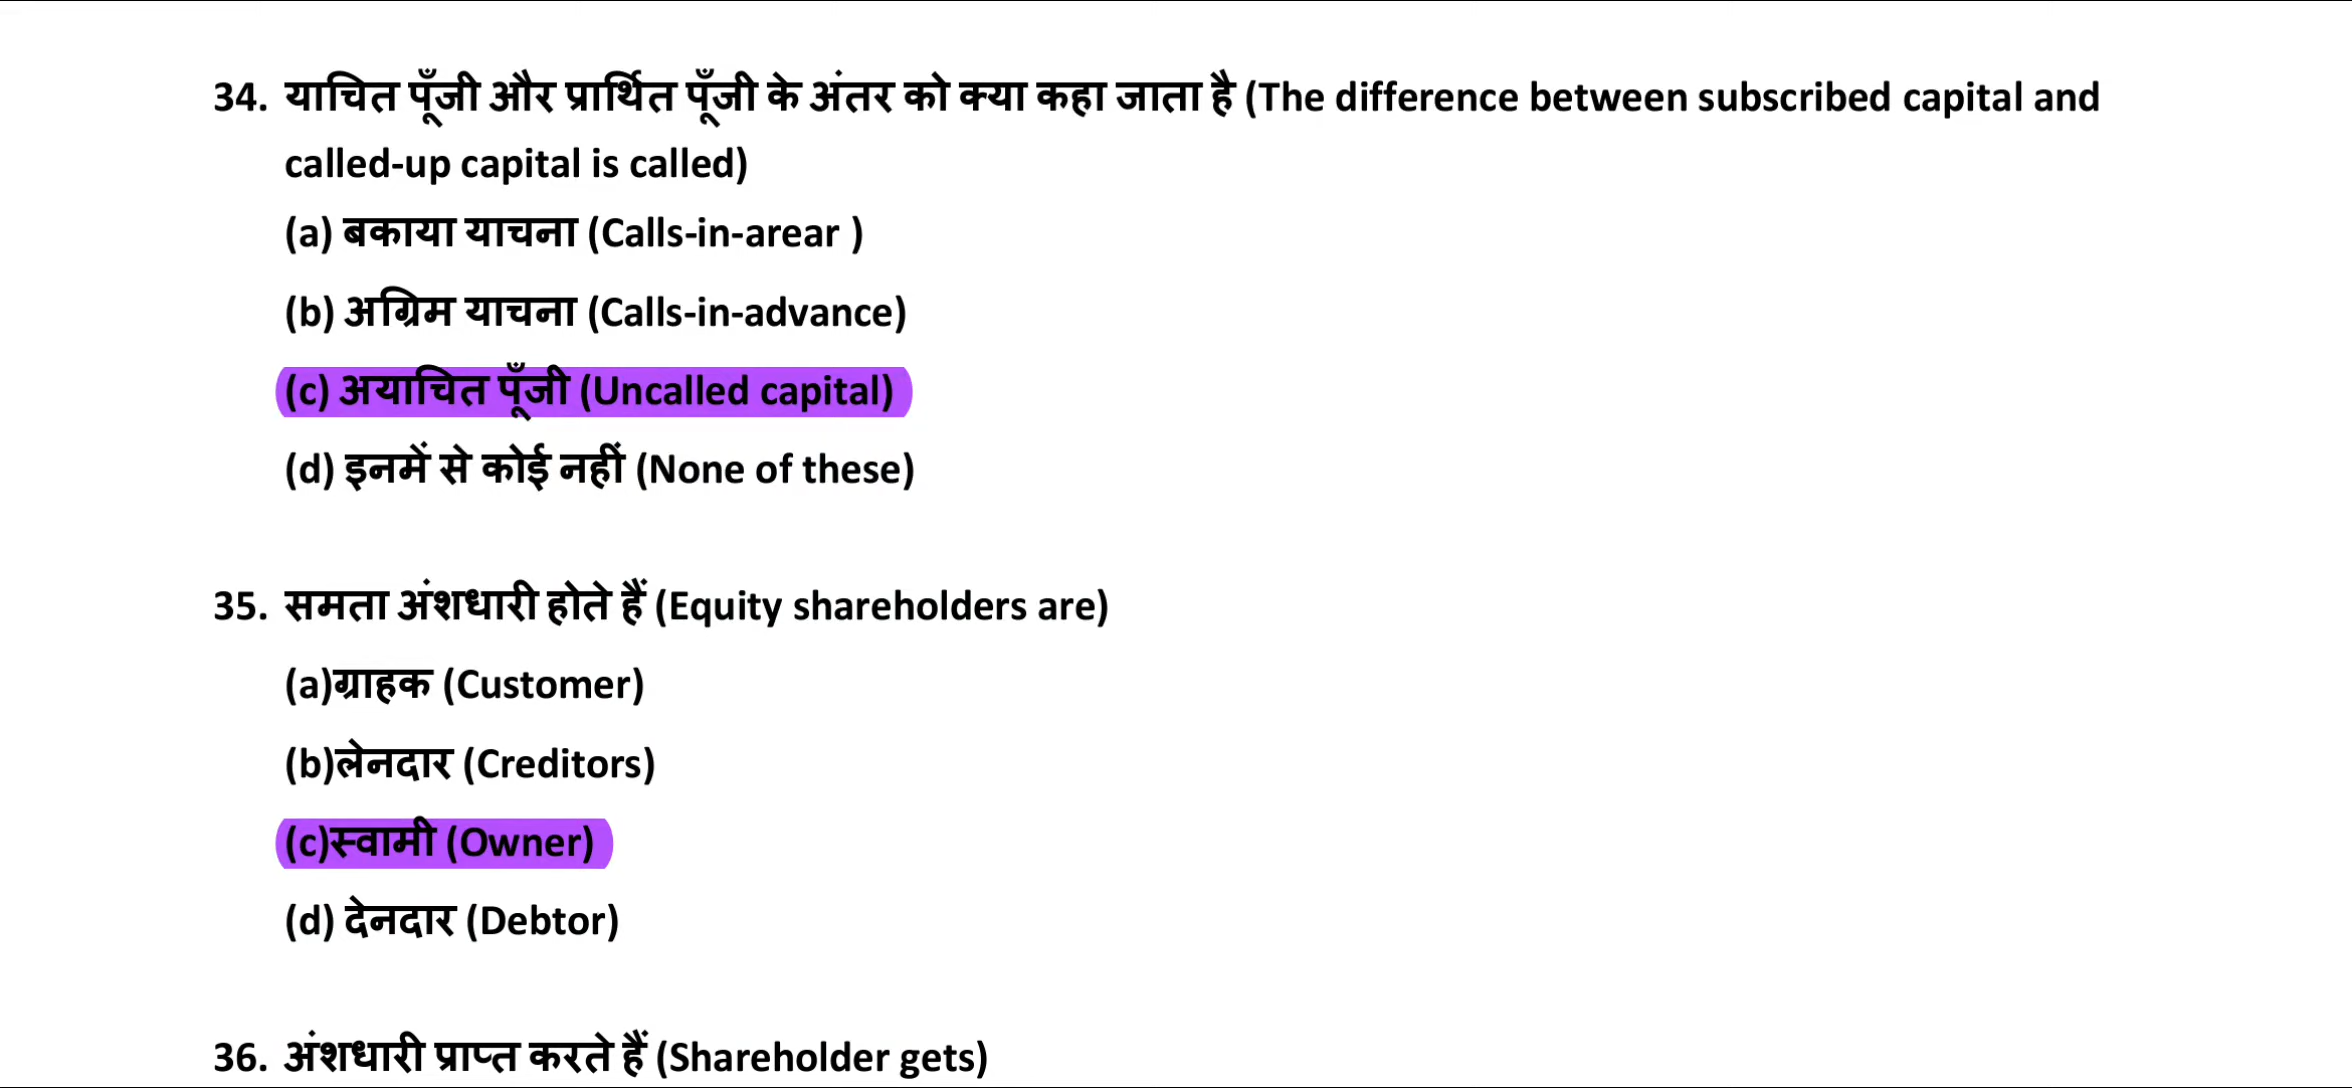 34. याचित पूँजी और प्रार्थित पूँजी के अंतर को क्या कहा जाता है (The difference between subscribed capital and
called-up capital is called)
(a) बकाया याचना (Calls-in-arear )
(b) अग्रिम याचना (Calls-in-advance)
(c) अयाचित पूँजी (Uncalled capital)
(d) इनमें से कोई नहीं (None of these)
35. समता अंशधारी होते हैं (Equity shareholders are)
(a)ग्राहक (Customer)
(b)लेनदार (Creditors)
(c)स्वामी (Owner)
(d) देनदार (Debtor)
36. अंशधारी प्राप्त करते हैं (Shareholder gets)